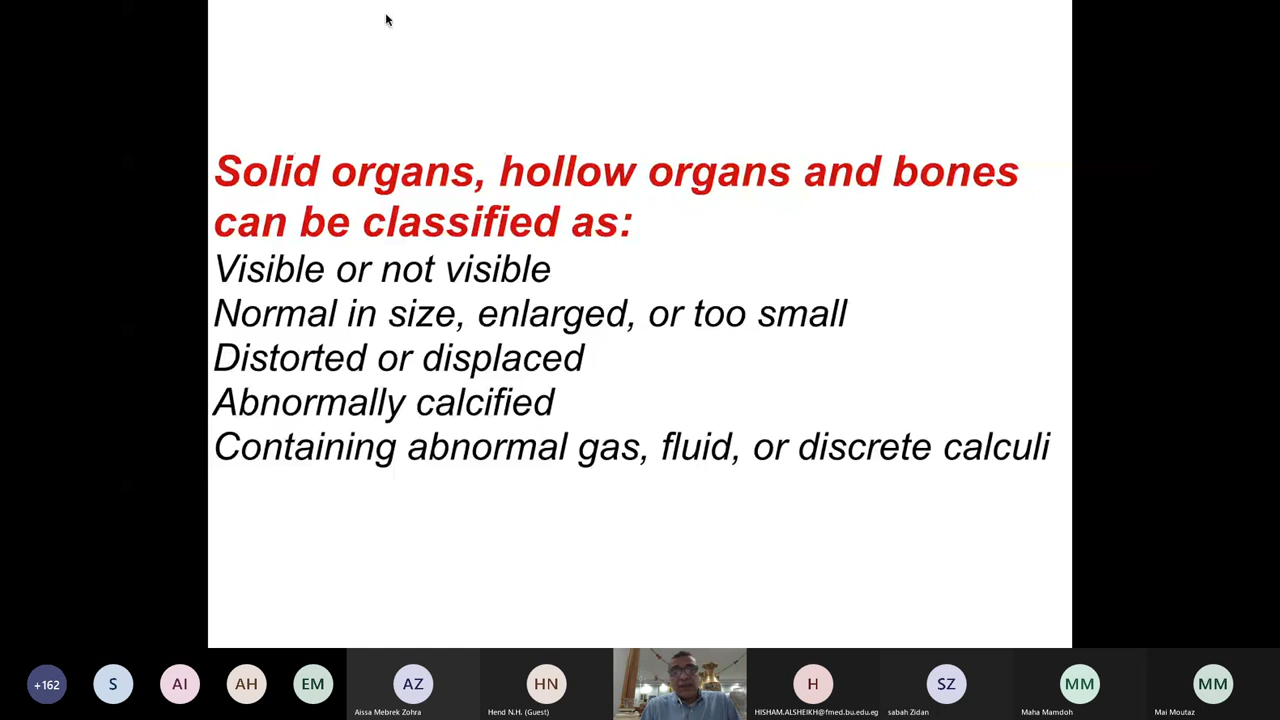 Solid organs, hollow organs and bones
can be classified as:
Visible or not visible
Normal in size, enlarged, or too small
Distorted or displaced
Abnormally calcified
Containing abnormal gas, fluid, or discrete calculi
+162
S
AI
AH
EM
AZ
Aissa Mebrek Zohra
HN
Hend N.H. (Guest)
H
HISHAM.ALSHEIKH@fmed.bu.edu.eg
SZ
sabah Zidan
MM
Maha Mamdoh
MM
Mai Moutaz